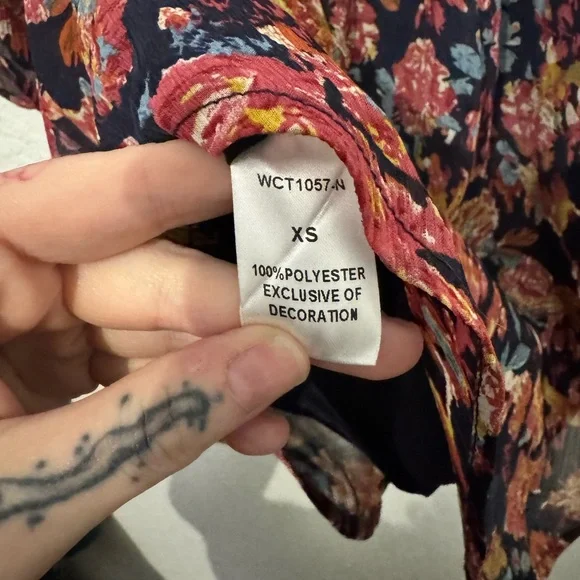 WCT1057-N
XS
100%POLYESTER
EXCLUSIVE OF
DECORATION